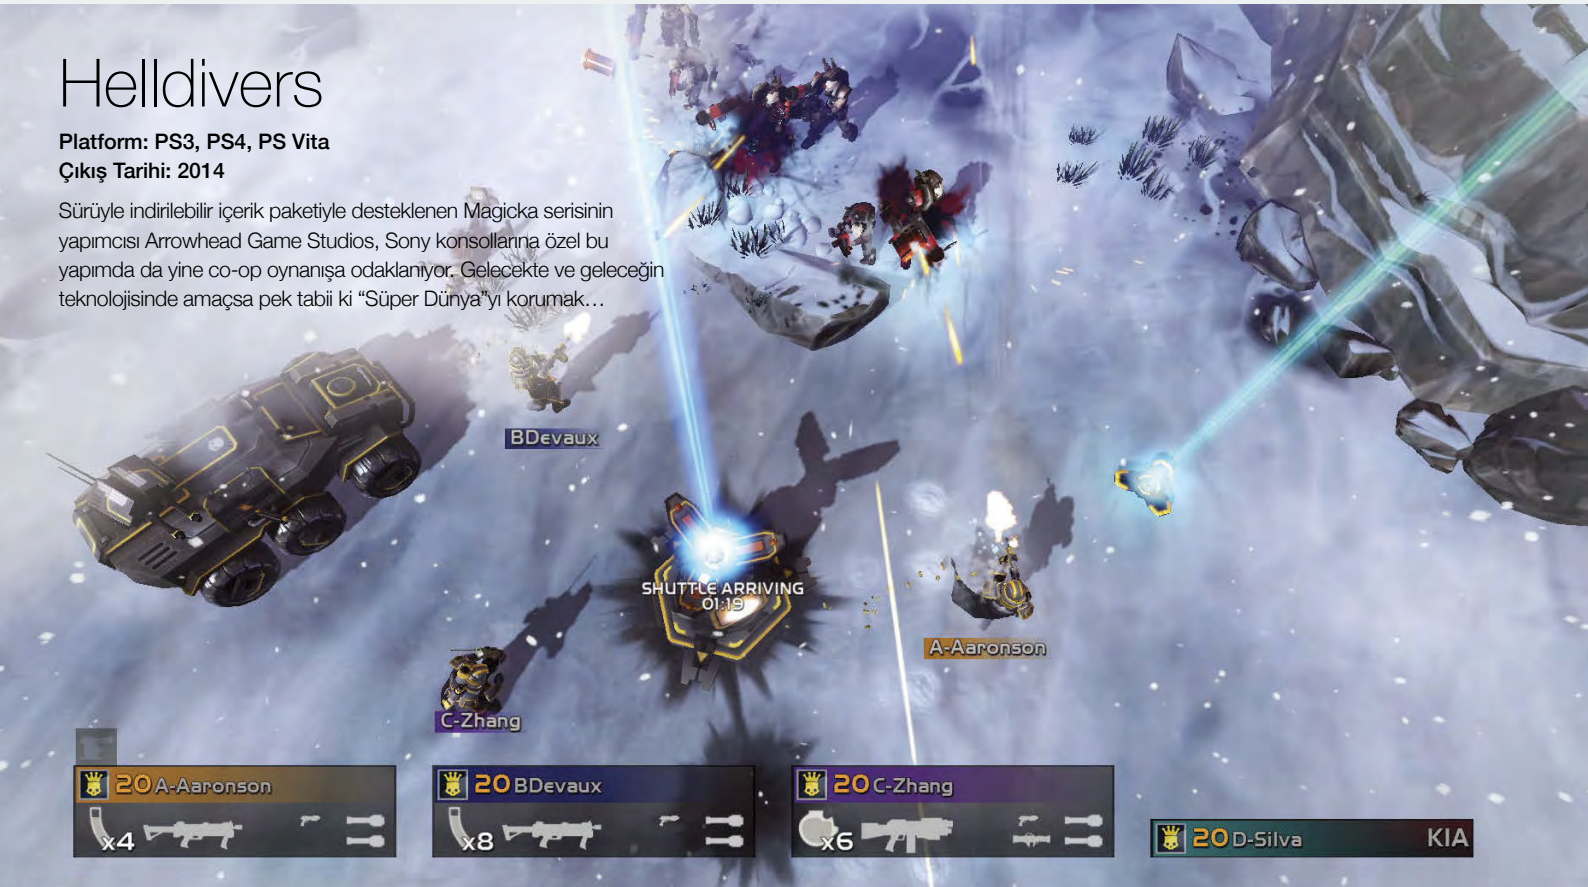 Helldivers
Platform: PS3, PS4, PS Vita
Çıkış Tarihi: 2014
Sürüyle indirilebilir içerik paketiyle desteklenen Magicka serisinin
yapımcısı Arrowhead Game Studios, Sony konsollarına özel bu
yapımda da yine co-op oynanışa odaklanıyor. Gelecekte ve geleceğin
teknolojisinde amaçsa pek tabii ki “Süper Dünya”yı korumak…
BDevaux
SHUTTLE ARRIVING
01:19
A-Aaronson
C-Zhang
20 A-Aaronson
x4
20 BDevaux
x8
20 C-Zhang
x6
20 D-Silva KIA